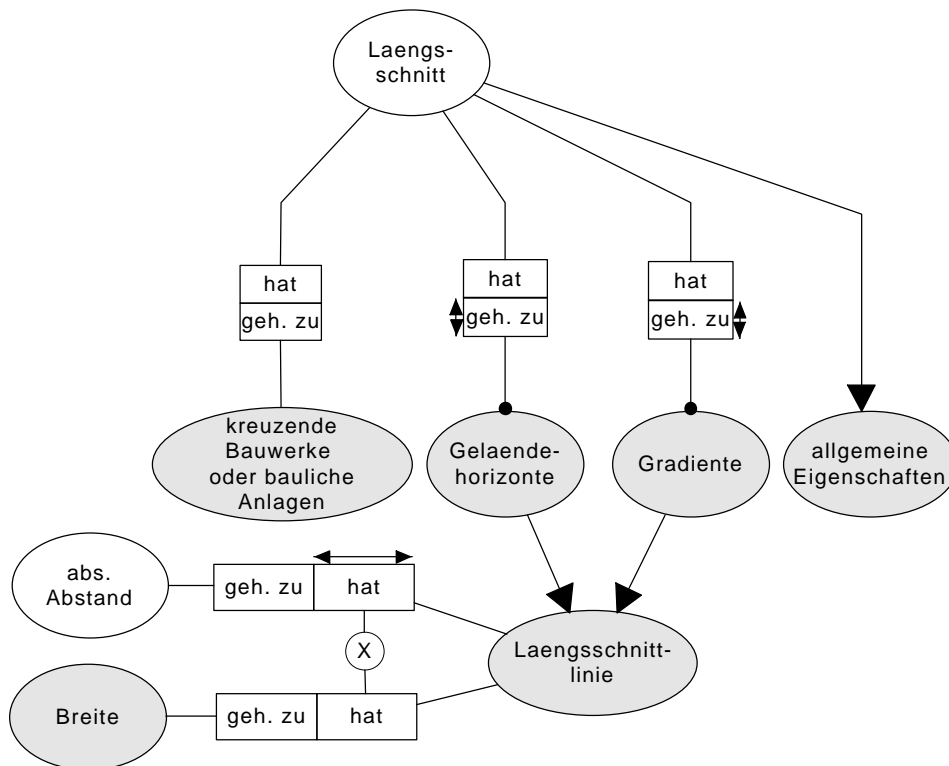 Laengs-
schnitt
hat
geh. zu
hat
geh. zu
hat
geh. zu
kreuzende
Bauwerke
oder bauliche
Anlagen
Gelaende-
horizonte
Gradiente
allgemeine
Eigenschaften
abs.
Abstand
geh. zu
hat
X
Laengsschnitt-
linie
Breite
geh. zu
hat